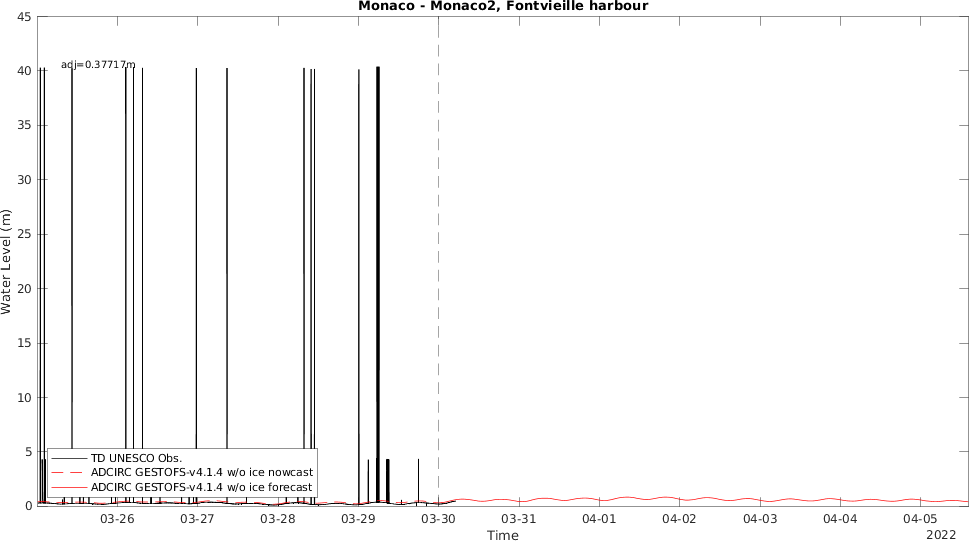 Monaco - Monaco2, Fontvieille harbour
adj=0.37717m
45
40
35
30
25
20
15
10
5
0
Water Level (m)
TD UNESCO Obs.
ADCIRC GESTOFS-v4.1.4 w/o ice nowcast
ADCIRC GESTOFS-v4.1.4 w/o ice forecast
03-26 03-27 03-28 03-29 03-30 03-31 04-01 04-02 04-03 04-04 04-05
Time
2022